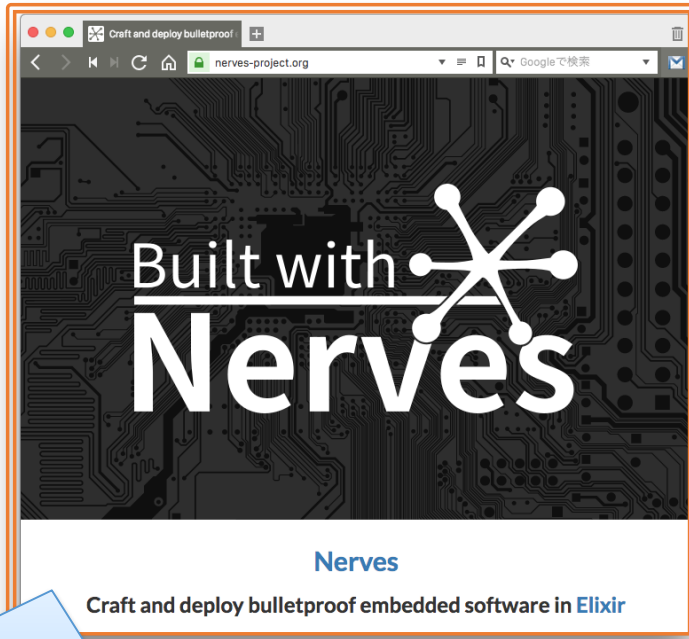 Craft and deploy bulletproof
nerves-project.org
Googleで検索
Built with
Nerves
Nerves
Craft and deploy bulletproof embedded software in Elixir